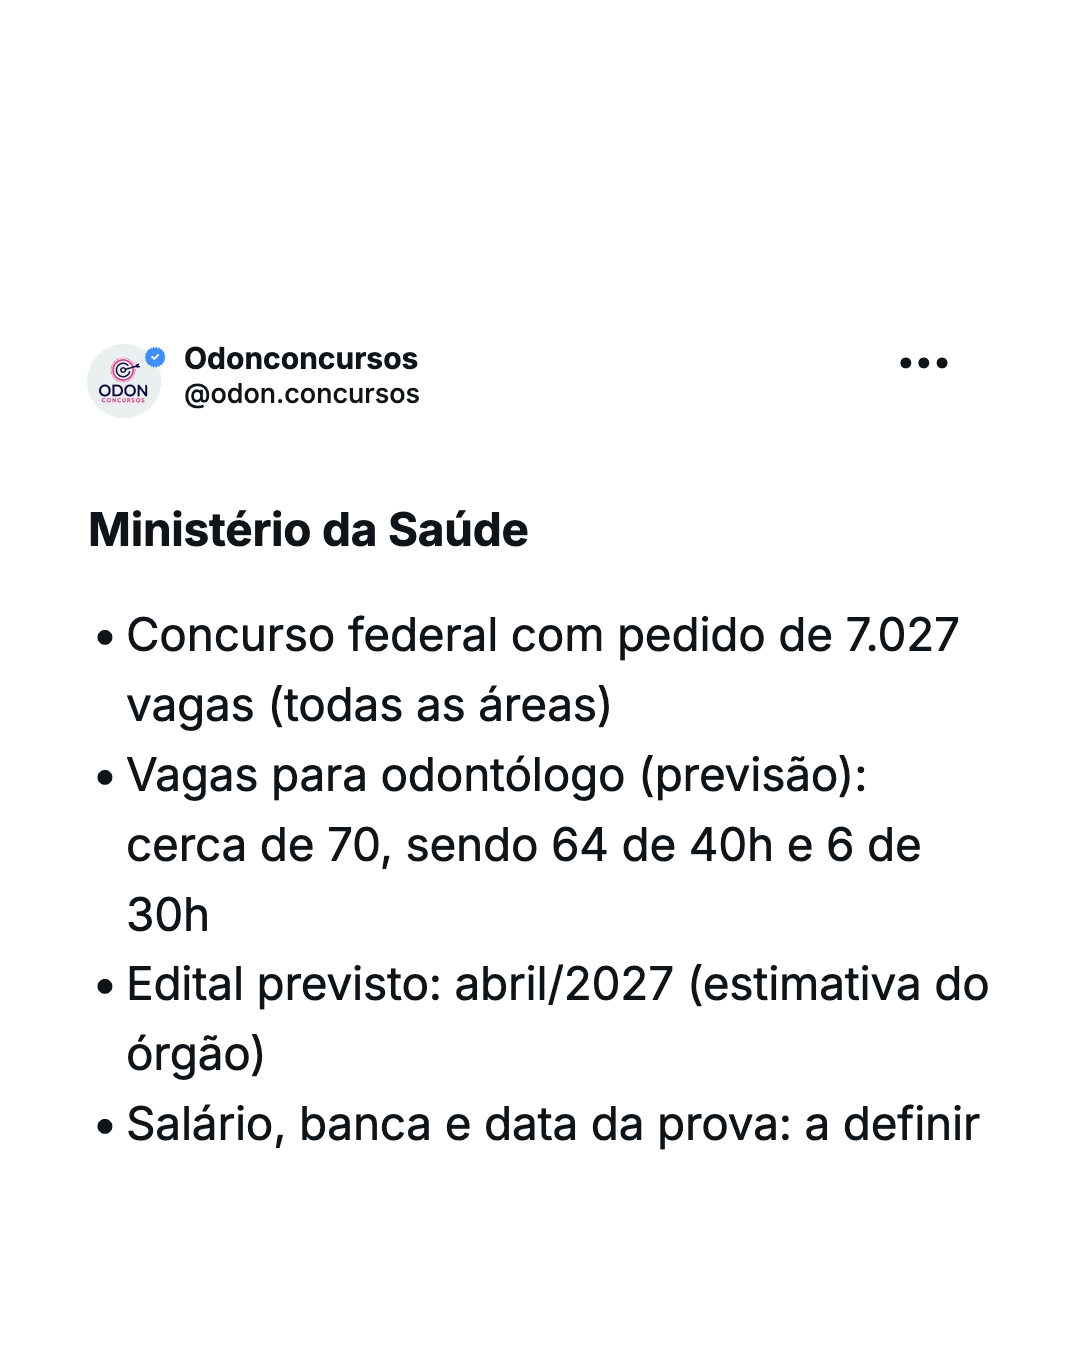 Odonconcursos
@odon.concursos
ODON
CONCURSOS
Ministério da Saúde
• Concurso federal com pedido de 7.027
vagas (todas as áreas)
• Vagas para odontólogo (previsão):
cerca de 70, sendo 64 de 40h e 6 de
30h
• Edital previsto: abril/2027 (estimativa do
órgão)
• Salário, banca e data da prova: a definir